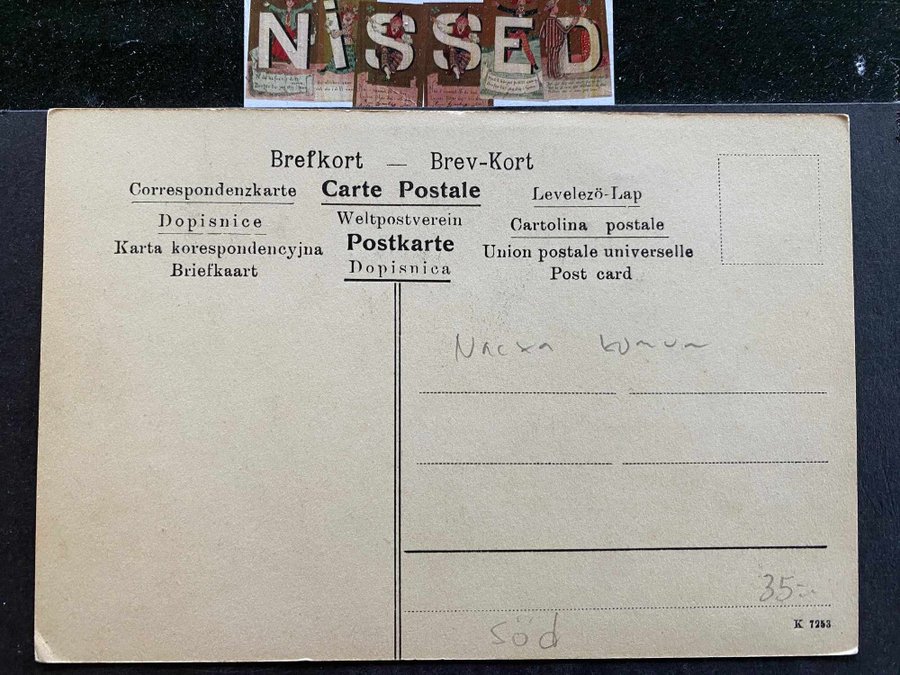 NiSSED
Brefkort — Brev-Kort
Correspondenzkarte Carte Postale Levelezö-Lap
Dopisnice Weltpostverein Cartolina postale
Karta korespondencyjna Postkarte Union postale universelle
Briefkaart Dopisnica Post card
Nacka
35:-
K 7253
söd